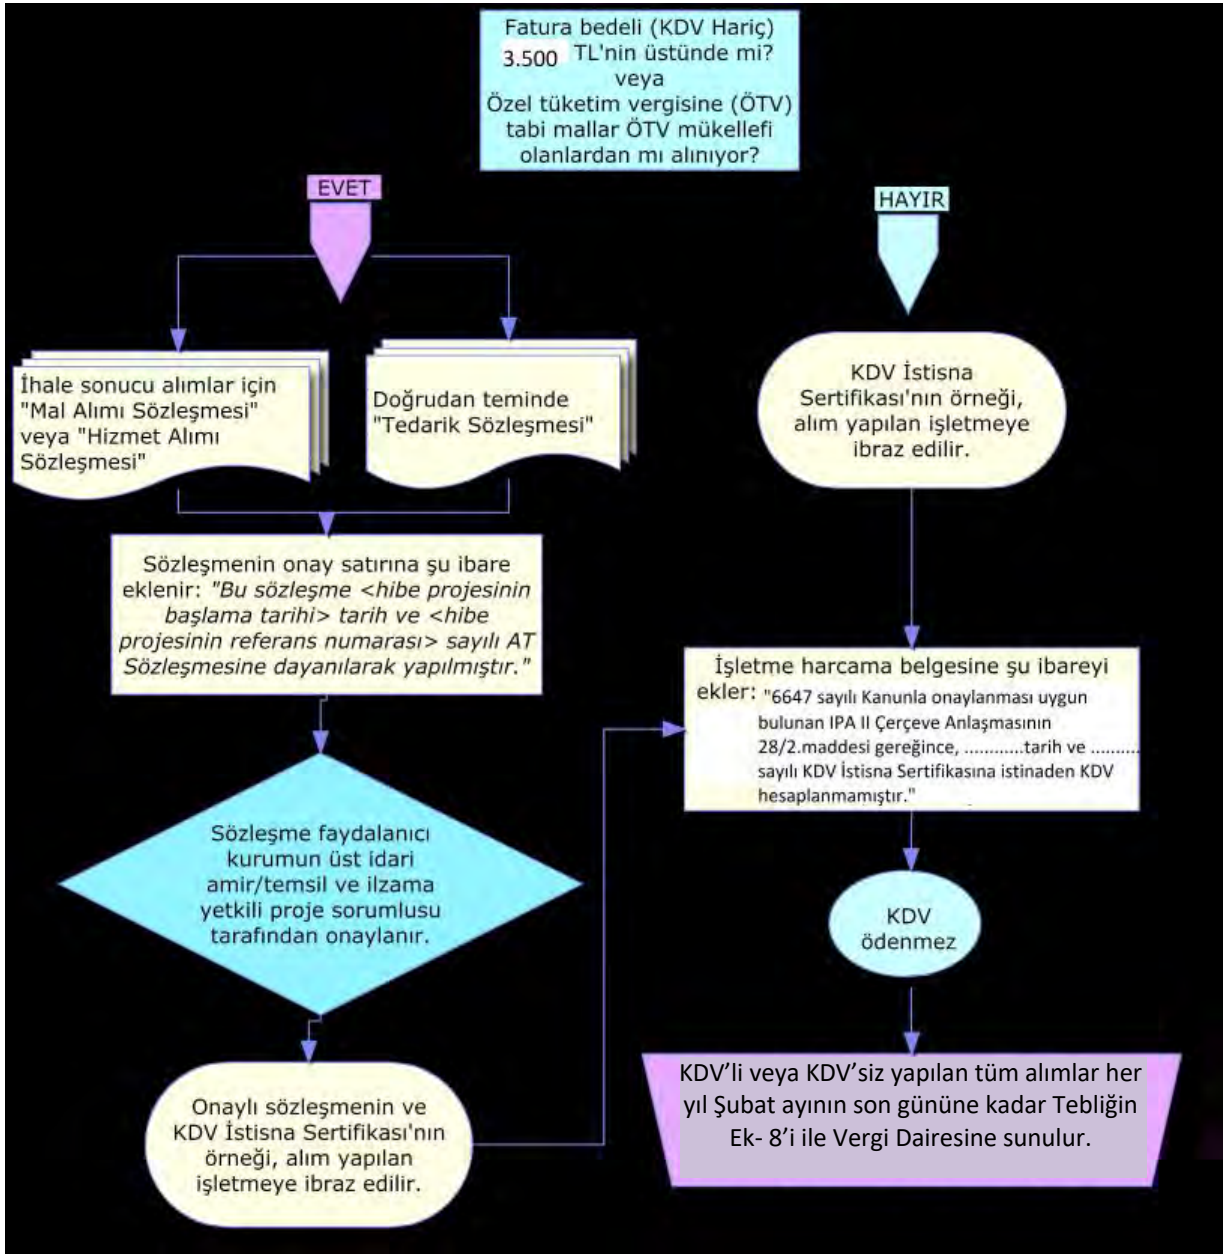 Fatura bedeli (KDV Hariç)
3.500 TL'nin üstünde mi?
veya
Özel tüketim vergisine (ÖTV)
tabi mallar ÖTV mükellefi
olanlardan mı alınıyor?
EVET
HAYIR
İhale sonucu alımlar için
"Mal Alımı Sözleşmesi"
veya "Hizmet Alımı
Sözleşmesi"
Doğrudan teminde
"Tedarik Sözleşmesi"
KDV İstisna
Sertifikası'nın örneği,
alım yapılan işletmeye
ibraz edilir.
Sözleşmenin onay satırına şu ibare
eklenir: "Bu sözleşme <hibe projesinin
başlama tarihi> tarih ve <hibe
projesinin referans numarası> sayılı AT
Sözleşmesine dayanılarak yapılmıştır."
İşletme harcama belgesine şu ibareyi
ekler: "6647 sayılı Kanunla onaylanması uygun
bulunan IPA II Çerçeve Anlaşmasının
28/2.maddesi gereğince, ............tarih ve ..........
sayılı KDV İstisna Sertifikasına istinaden KDV
hesaplanmamıştır."
Sözleşme faydalanıcı
kurumun üst idari
amir/temsil ve ilzama
yetkili proje sorumlusu
tarafından onaylanır.
KDV
ödenmez
Onaylı sözleşmenin ve
KDV İstisna Sertifikası'nın
örneği, alım yapılan
işletmeye ibraz edilir.
KDV’li veya KDV’siz yapılan tüm alımlar her
yıl Şubat ayının son gününe kadar Tebliğin
Ek- 8’i ile Vergi Dairesine sunulur.